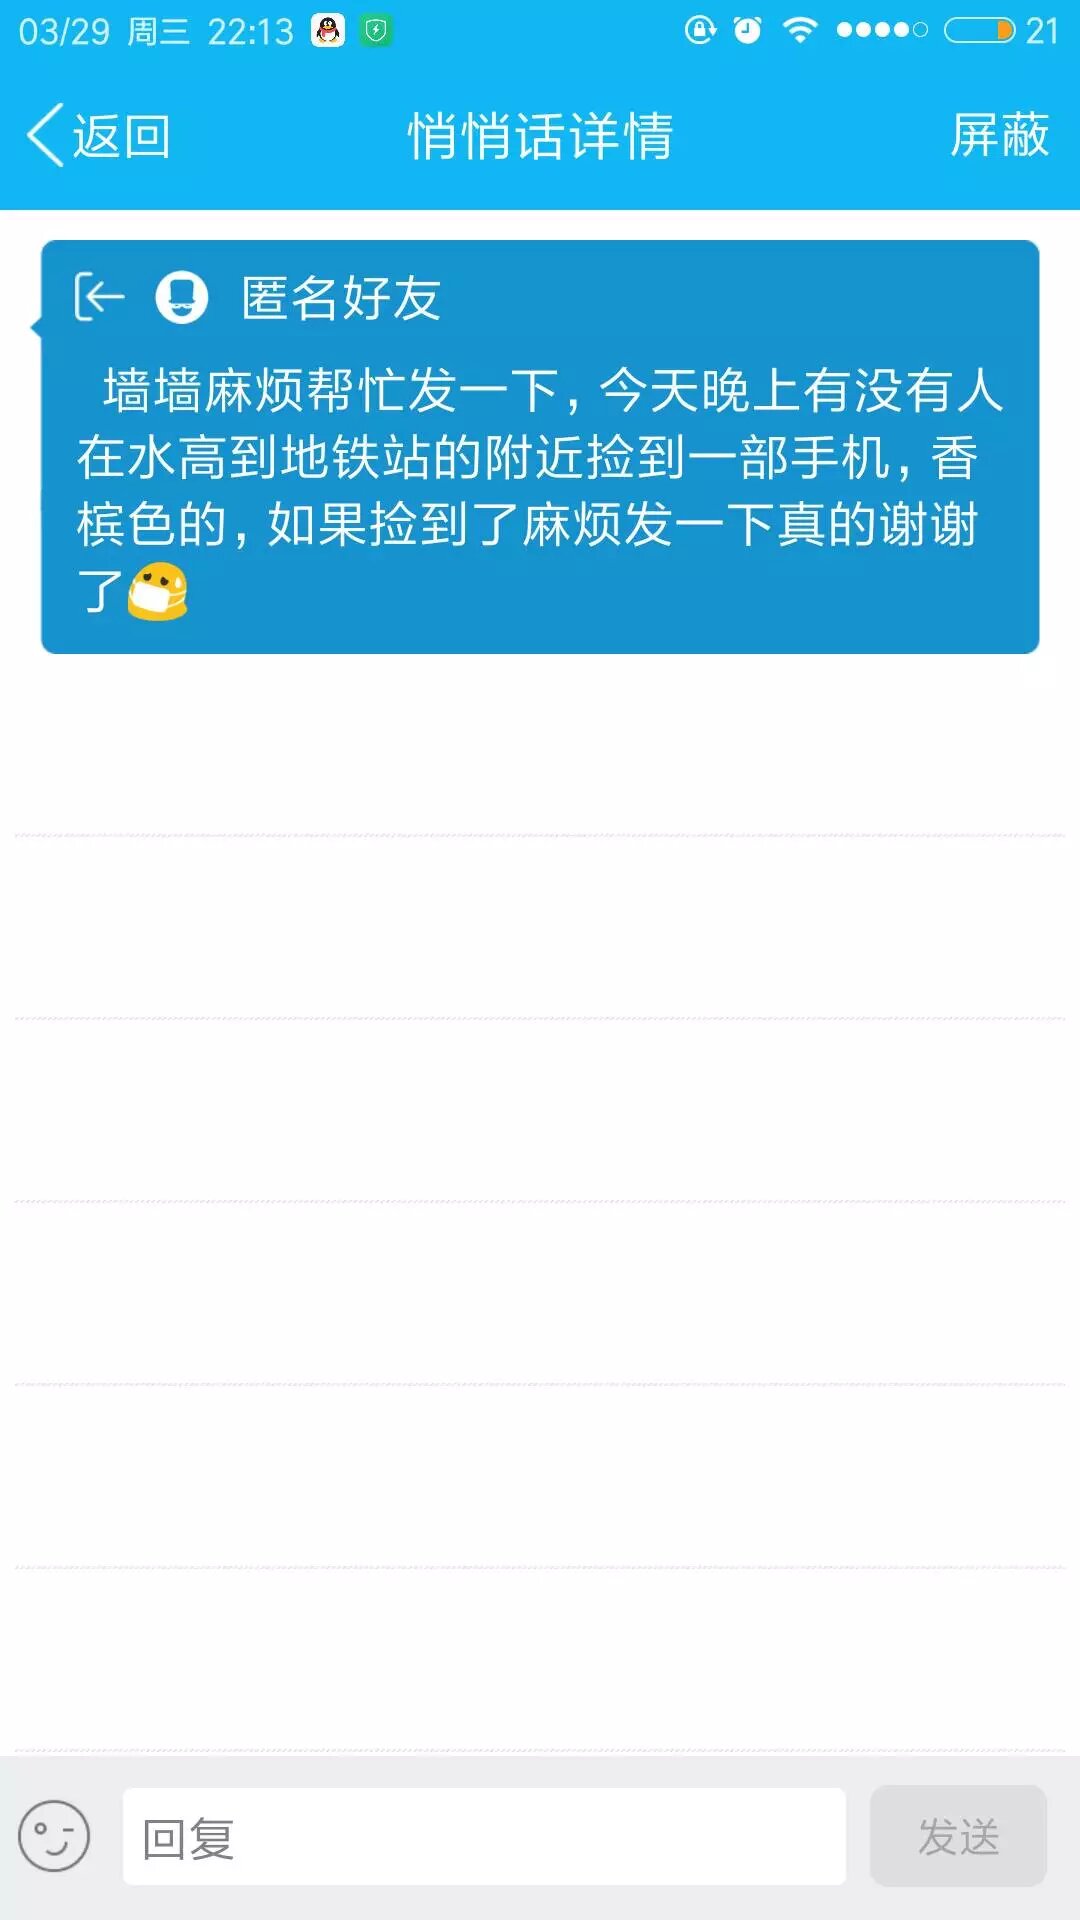 03/29 周三 22:13 21
返回 悄悄话详情 屏蔽
匿名好友
墙墙麻烦帮忙发一下，今天晚上有没有人
在水高到地铁站的附近捡到一部手机，香
槟色的，如果捡到了麻烦发一下真的谢谢
了😷
回复 发送